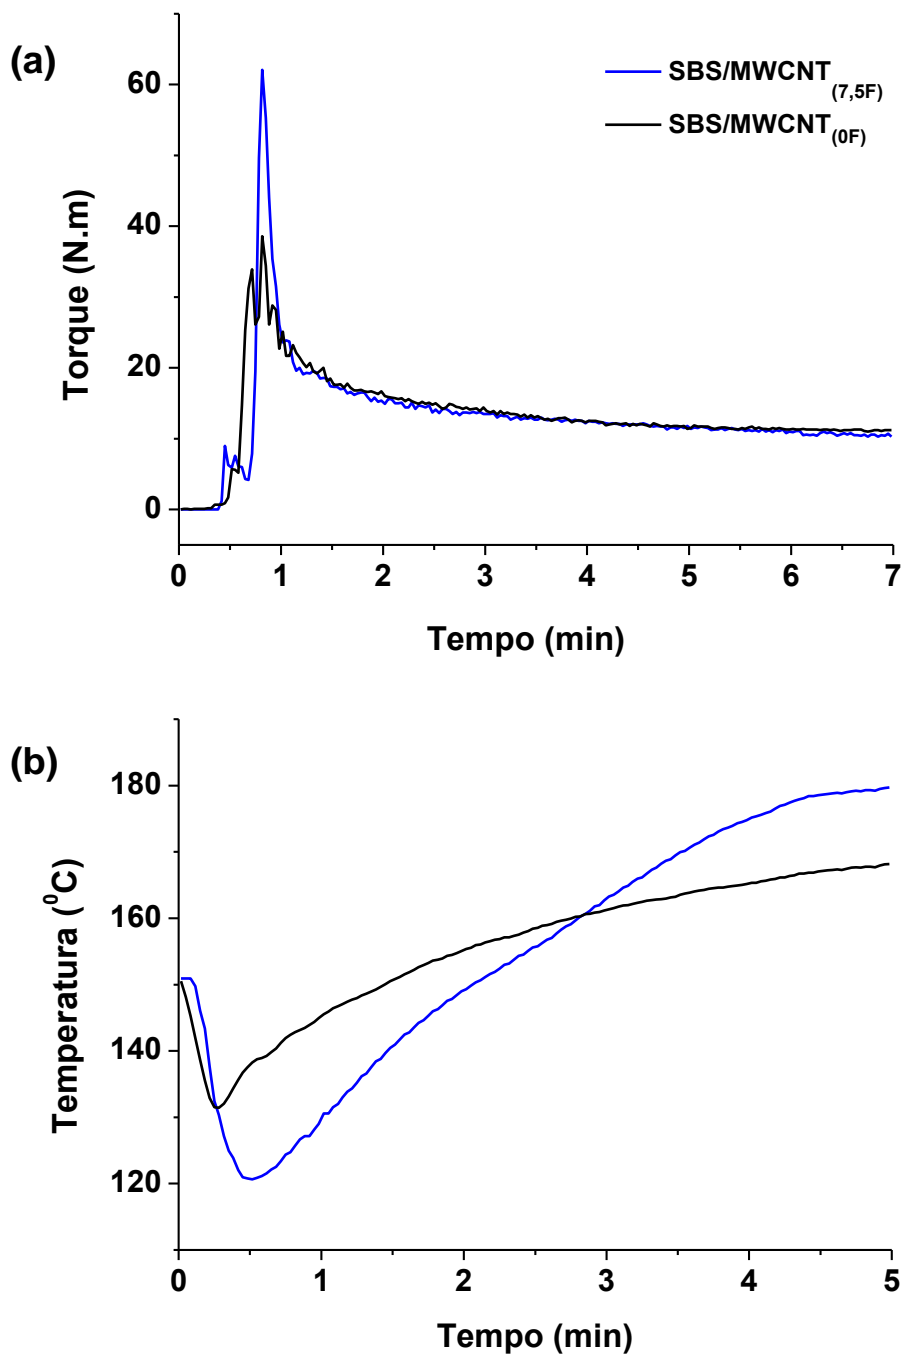 (a)
SBS/MWCNT(7,5F)
SBS/MWCNT(0F)
Torque (N.m)
60
40
20
0
0 1 2 3 4 5 6 7
Tempo (min)
(b)
Temperatura (⁰C)
180
160
140
120
0 1 2 3 4 5
Tempo (min)